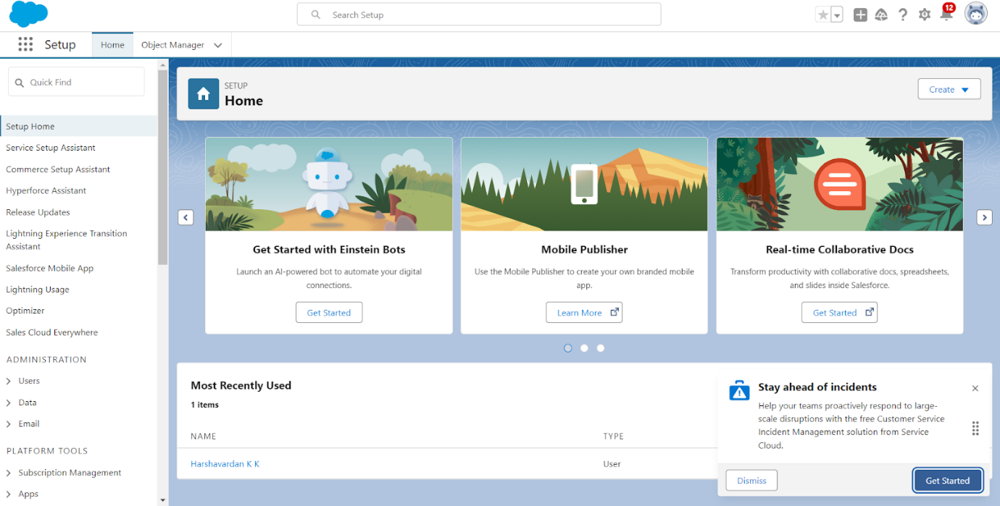 Search Setup
12
Setup
Home
Object Manager
Quick Find
Setup Home
Service Setup Assistant
Commerce Setup Assistant
Hyperforce Assistant
Release Updates
Lightning Experience Transition
Assistant
Salesforce Mobile App
Lightning Usage
Optimizer
Sales Cloud Everywhere
ADMINISTRATION
Users
Data
Email
PLATFORM TOOLS
Subscription Management
Apps
SETUP
Home
Create
Get Started with Einstein Bots
Launch an AI-powered bot to automate your digital
connections.
Get Started
Mobile Publisher
Use the Mobile Publisher to create your own branded mobile
app.
Learn More
Real-time Collaborative Docs
Transform productivity with collaborative docs, spreadsheets,
and slides inside Salesforce.
Get Started
Most Recently Used
1 items
NAME
TYPE
Harshavardan K K
User
Stay ahead of incidents
Help your teams proactively respond to large-
scale disruptions with the free Customer Service
Incident Management solution from Service
Cloud.
Dismiss
Get Started